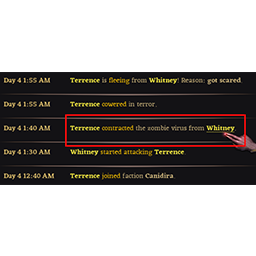 Day 4 1:55 AM Terrence is fleeing from Whitney! Reason: got scared.
Day 4 1:55 AM Terrence cowered in terror.
Day 4 1:40 AM Terrence contracted the zombie virus from Whitney.
Day 4 1:30 AM Whitney started attacking Terrence.
Day 4 12:40 AM Terrence joined faction Canidira.